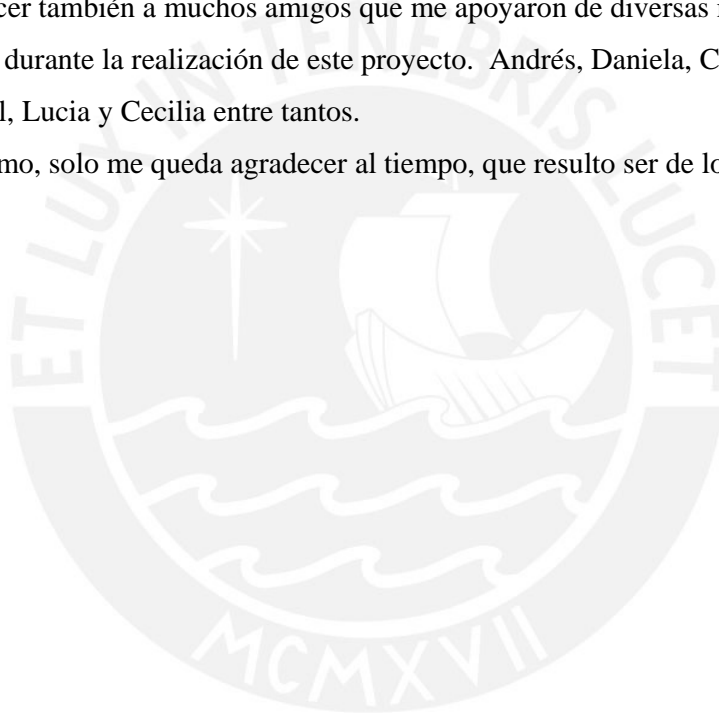 cer también a muchos amigos que me apoyaron de diversas
durante la realización de este proyecto.  Andrés, Daniela, C
l, Lucia y Cecilia entre tantos.
mo, solo me queda agradecer al tiempo, que resulto ser de lo
ET LUX IN TENEBRIS LUCET
MCMXVII